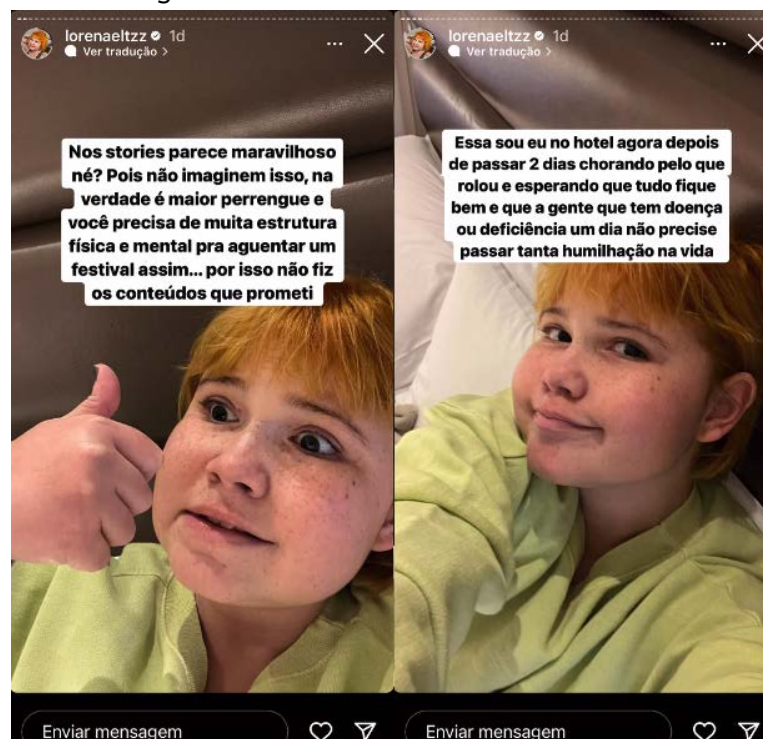 lorenaeltzz 1d
Ver tradução >
Nos stories parece maravilhoso
né? Pois não imaginem isso, na
verdade é maior perrengue e
você precisa de muita estrutura
física e mental pra aguentar um
festival assim... por isso não fiz
os conteúdos que prometi
Enviar mensagem
lorenaeltzz 1d
Ver tradução >
Essa sou eu no hotel agora depois
de passar 2 dias chorando pelo que
rolou e esperando que tudo fique
bem e que a gente que tem doença
ou deficiência um dia não precise
passar tanta humilhação na vida
Enviar mensagem